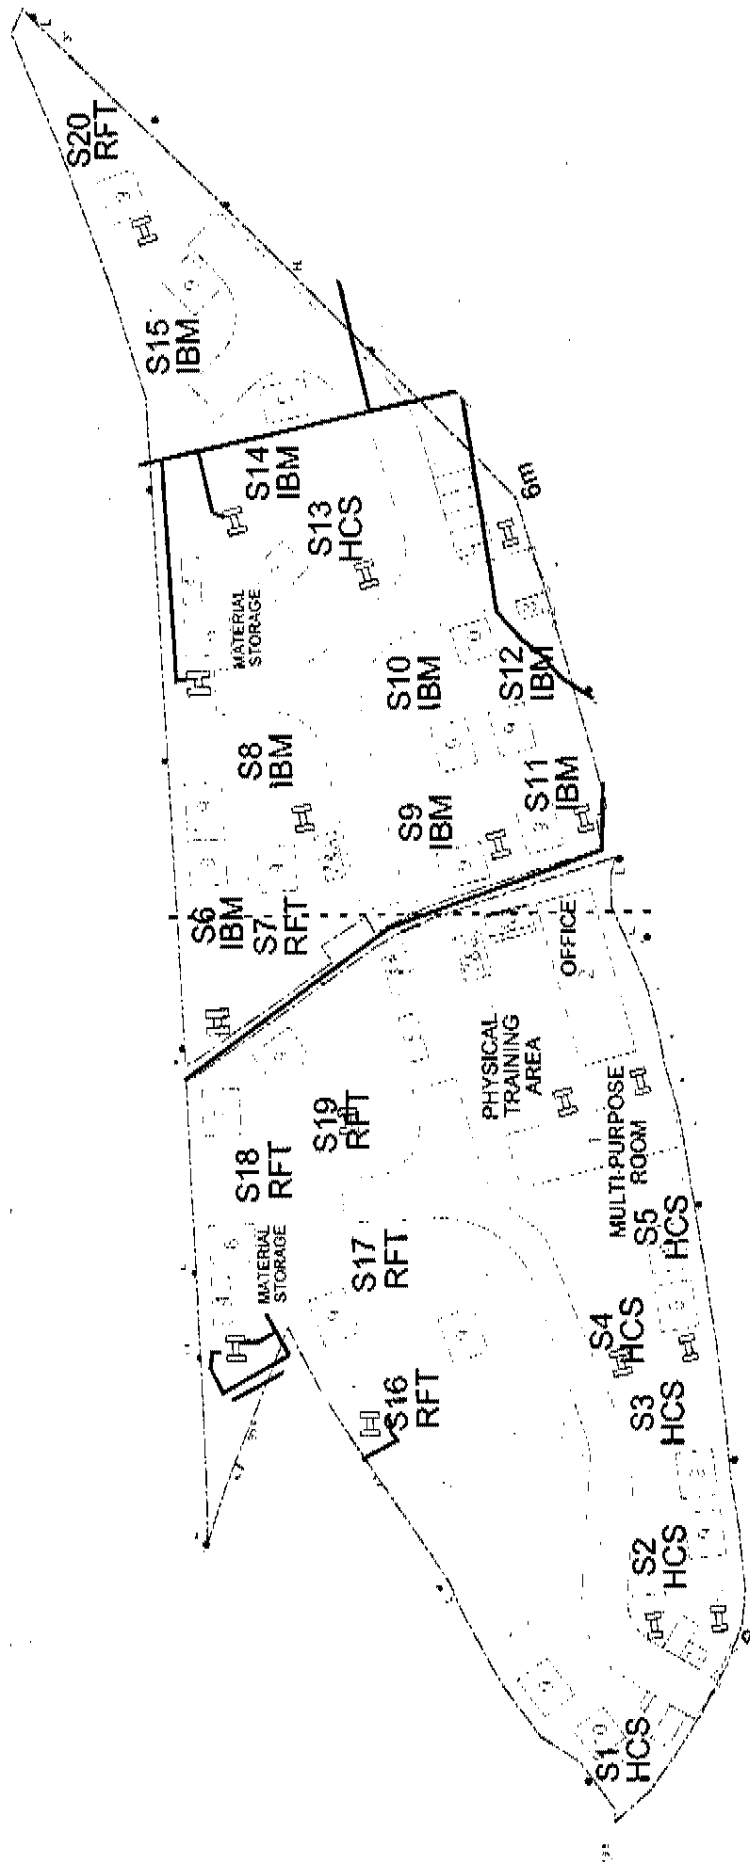 S20
RFT
S15
IBM
S14
IBM
S13
HCS
6m
MATERIAL
STORAGE
S12
IBM
S10
IBM
S8
IBM
S11
IBM
S9
IBM
S6
IBM
S7
RFT
OFFICE
PHYSICAL
TRAINING
AREA
MULTI-PURPOSE
ROOM
S19
RFT
S18
RFT
MATERIAL
STORAGE
S17
RFT
S5
HCS
S4
HCS
S3
HCS
S16
RFT
S2
HCS
S1
HCS